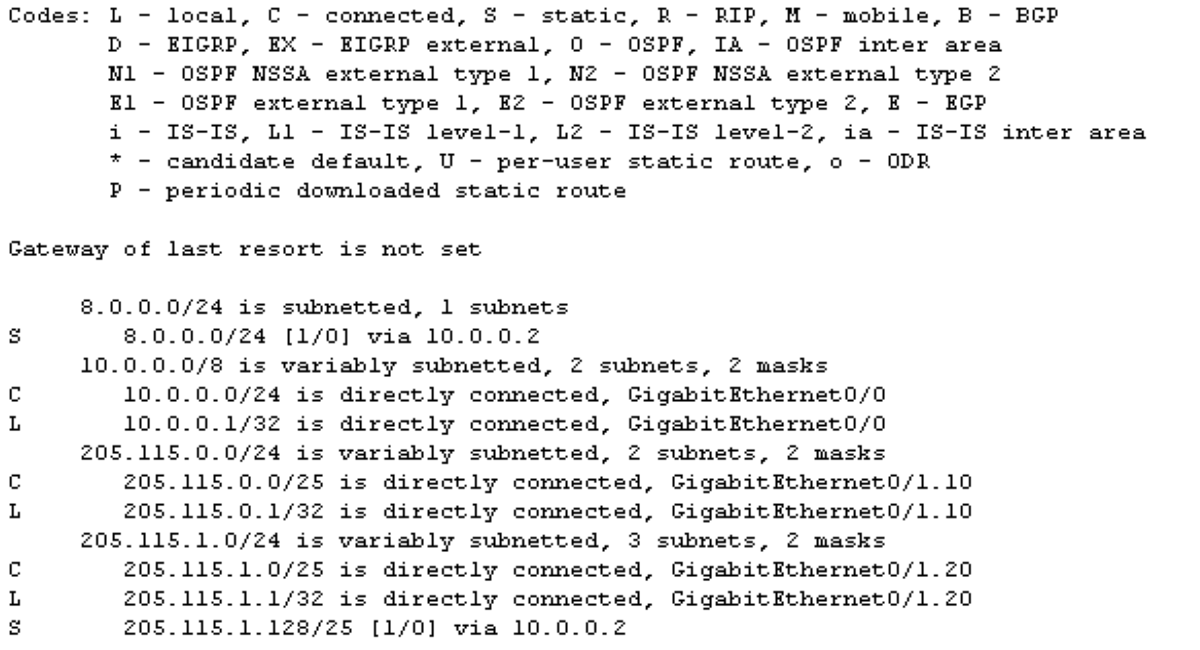 Codes: L - local, C - connected, S - static, R - RIP, M - mobile, B - BGP
D - EIGRP, EX - EIGRP external, O - OSPF, IA - OSPF inter area
N1 - OSPF NSSA external type 1, N2 - OSPF NSSA external type 2
E1 - OSPF external type 1, E2 - OSPF external type 2, E - EGP
i - IS-IS, L1 - IS-IS level-1, L2 - IS-IS level-2, ia - IS-IS inter area
* - candidate default, U - per-user static route, o - ODR
P - periodic downloaded static route
Gateway of last resort is not set
8.0.0.0/24 is subnetted, 1 subnets
S 8.0.0.0/24 [1/0] via 10.0.0.2
10.0.0.0/8 is variably subnetted, 2 subnets, 2 masks
C 10.0.0.0/24 is directly connected, GigabitEthernet0/0
L 10.0.0.1/32 is directly connected, GigabitEthernet0/0
205.115.0.0/24 is variably subnetted, 2 subnets, 2 masks
C 205.115.0.0/25 is directly connected, GigabitEthernet0/1.10
L 205.115.0.1/32 is directly connected, GigabitEthernet0/1.10
205.115.1.0/24 is variably subnetted, 3 subnets, 2 masks
C 205.115.1.0/25 is directly connected, GigabitEthernet0/1.20
L 205.115.1.1/32 is directly connected, GigabitEthernet0/1.20
S 205.115.1.128/25 [1/0] via 10.0.0.2